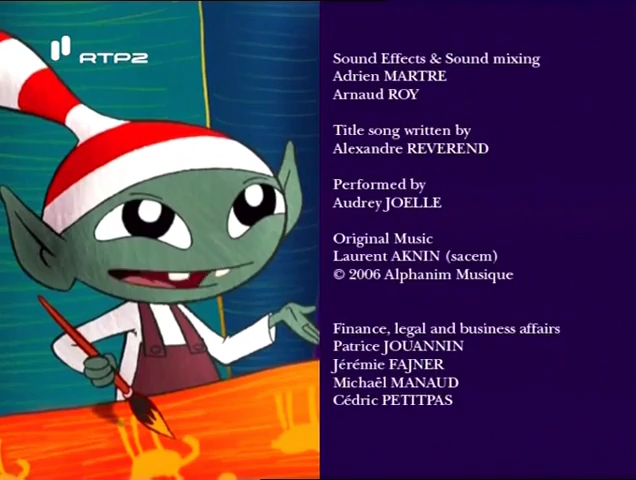 RTP2
Sound Effects & Sound mixing
Adrien MARTRE
Arnaud ROY
Title song written by
Alexandre REVEREND
Performed by
Audrey JOELLE
Original Music
Laurent AKNIN (sacem)
© 2006 Alphanim Musique
Finance, legal and business affairs
Patrice JOUANNIN
Jérémie FAJNER
Michaël MANAUD
Cédric PETITPAS